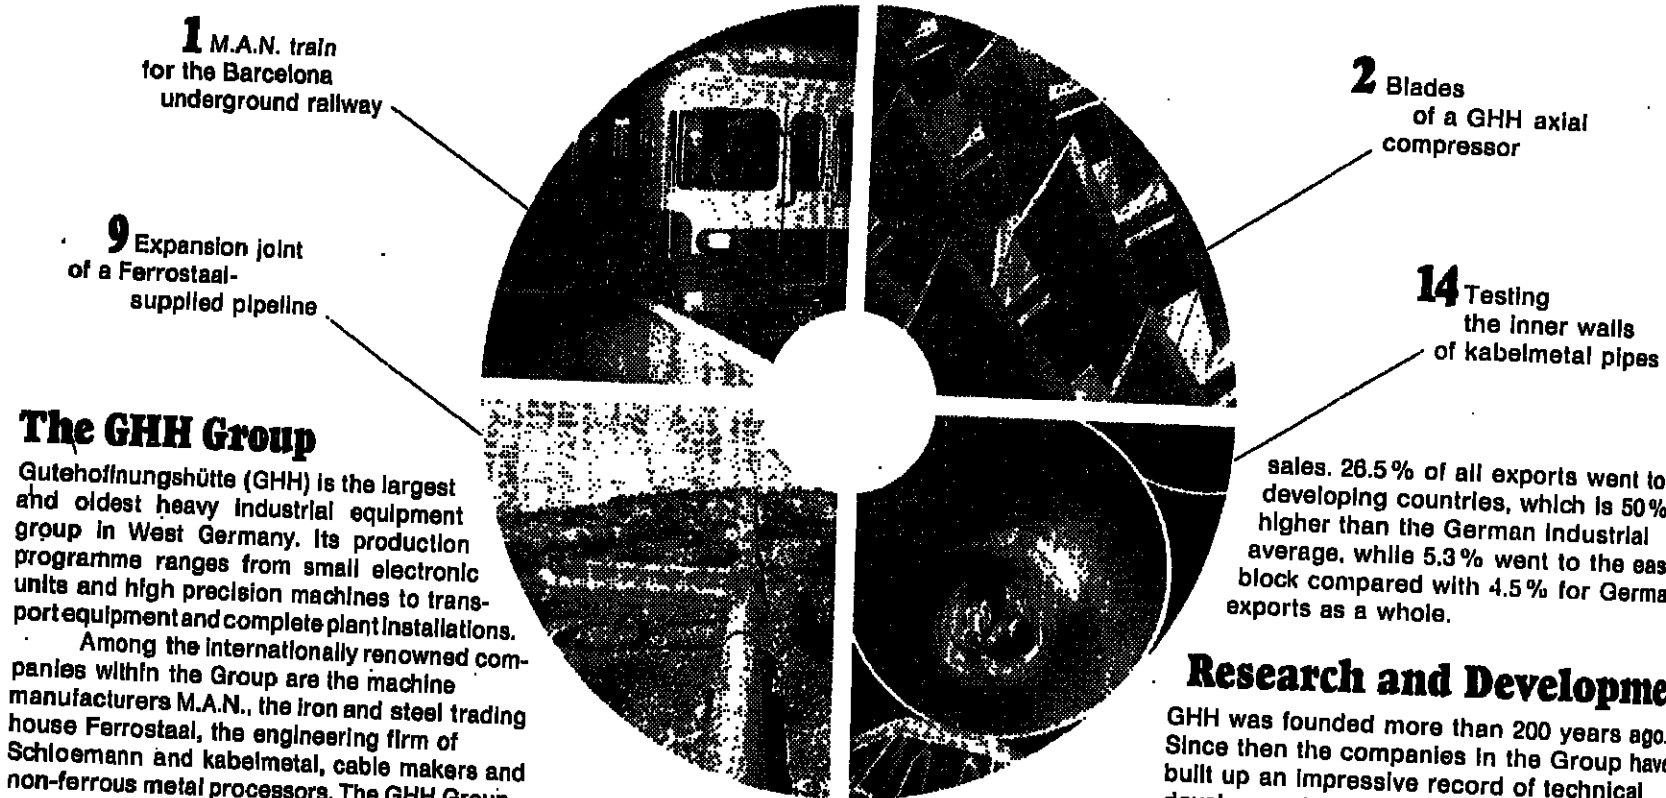 1 M.A.N. train
for the Barcelona
underground railway
2 Blades
of a GHH axial
compressor
9 Expansion joint
of a Ferrostaal-
supplied pipeline
14 Testing
the inner walls
of kabelmetal pipes
The GHH Group
Gutehoffnungshütte (GHH) is the largest
and oldest heavy industrial equipment
group in West Germany. Its production
programme ranges from small electronic
units and high precision machines to trans-
port equipment and complete plant installations.
Among the internationally renowned com-
panies within the Group are the machine
manufacturers M.A.N., the iron and steel trading
house Ferrostaal, the engineering firm of
Schloemann and kabelmetal, cable makers and
non-ferrous metal processors. The GHH Group
sales. 26.5% of all exports went to
developing countries, which is 50%
higher than the German industrial
average, while 5.3% went to the eas
block compared with 4.5% for Germa
exports as a whole.
Research and Developme
GHH was founded more than 200 years ago.
Since then the companies in the Group have
built up an impressive record of technical